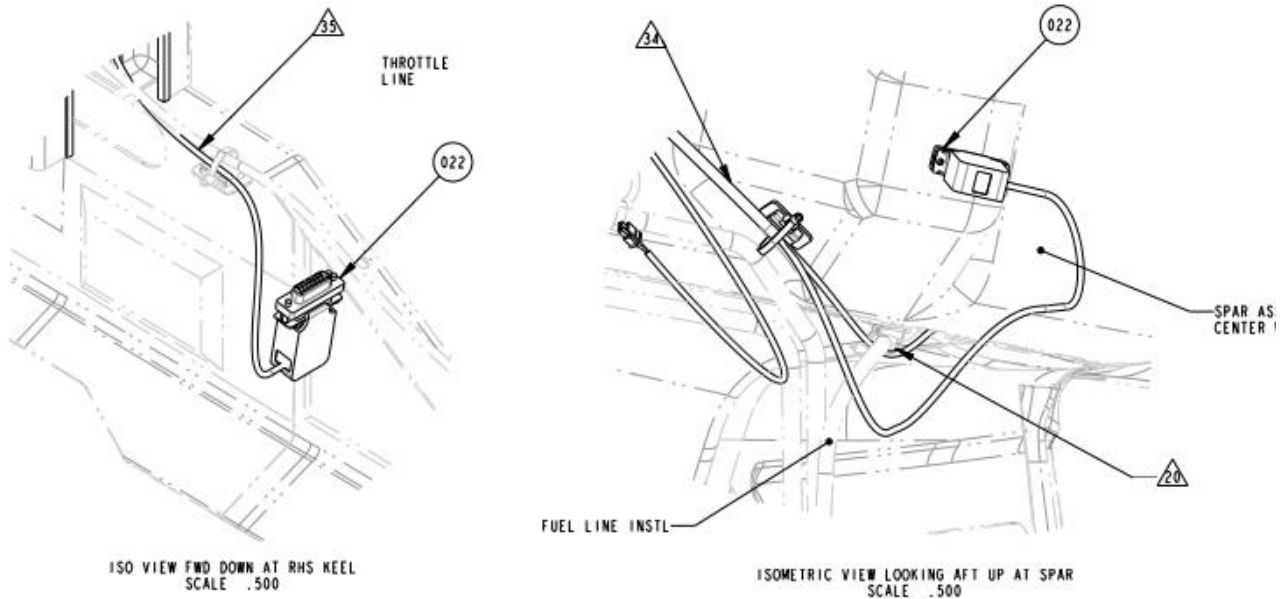 35
THROTTLE
LINE
022
ISO VIEW FWD DOWN AT RHS KEEL
SCALE .500
34
022
SPAR AS
CENTER
20
FUEL LINE INSTL
ISOMETRIC VIEW LOOKING AFT UP AT SPAR
SCALE .500